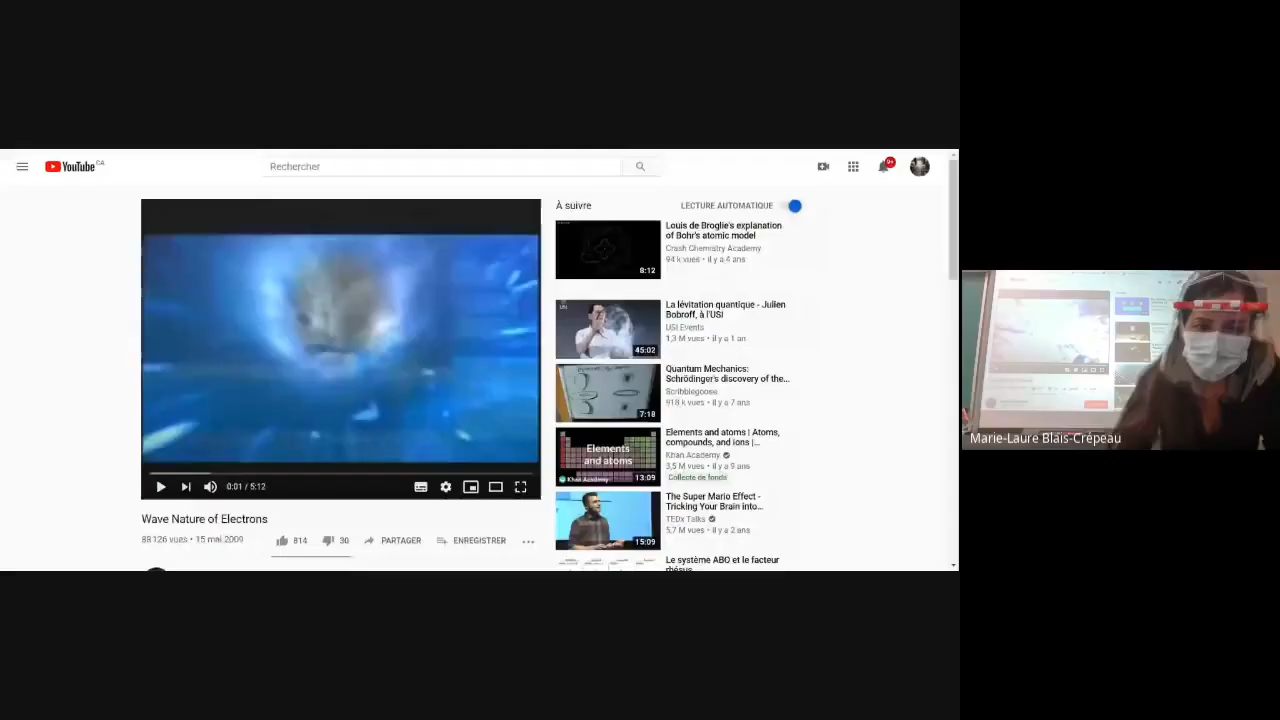 YouTube CA
Rechercher
9+
À suivre
LECTURE AUTOMATIQUE
Louis de Broglie's explanation
of Bohr's atomic model
Crash Chemistry Academy
94 k vues • il y a 4 ans
8:12
La lévitation quantique - Julien
Bobroff, à l'USI
USI Events
1,3 M vues • il y a 1 an
45:02
Quantum Mechanics:
Schrödinger's discovery of the...
Scribblegoose
918 k vues • il y a 7 ans
7:18
Elements and atoms | Atoms,
compounds, and ions |...
Khan Academy
3,5 M vues • il y a 9 ans
Collecte de fonds
Elements
and atoms
Khan Academy
13:09
The Super Mario Effect -
Tricking Your Brain into...
TEDx Talks
5,7 M vues • il y a 2 ans
15:09
Le système ABO et le facteur
rhésus
0:01 / 5:12
Wave Nature of Electrons
88 126 vues • 15 mai 2009
814
30
PARTAGER
ENREGISTRER
Marie-Laure Blais-Crépeau